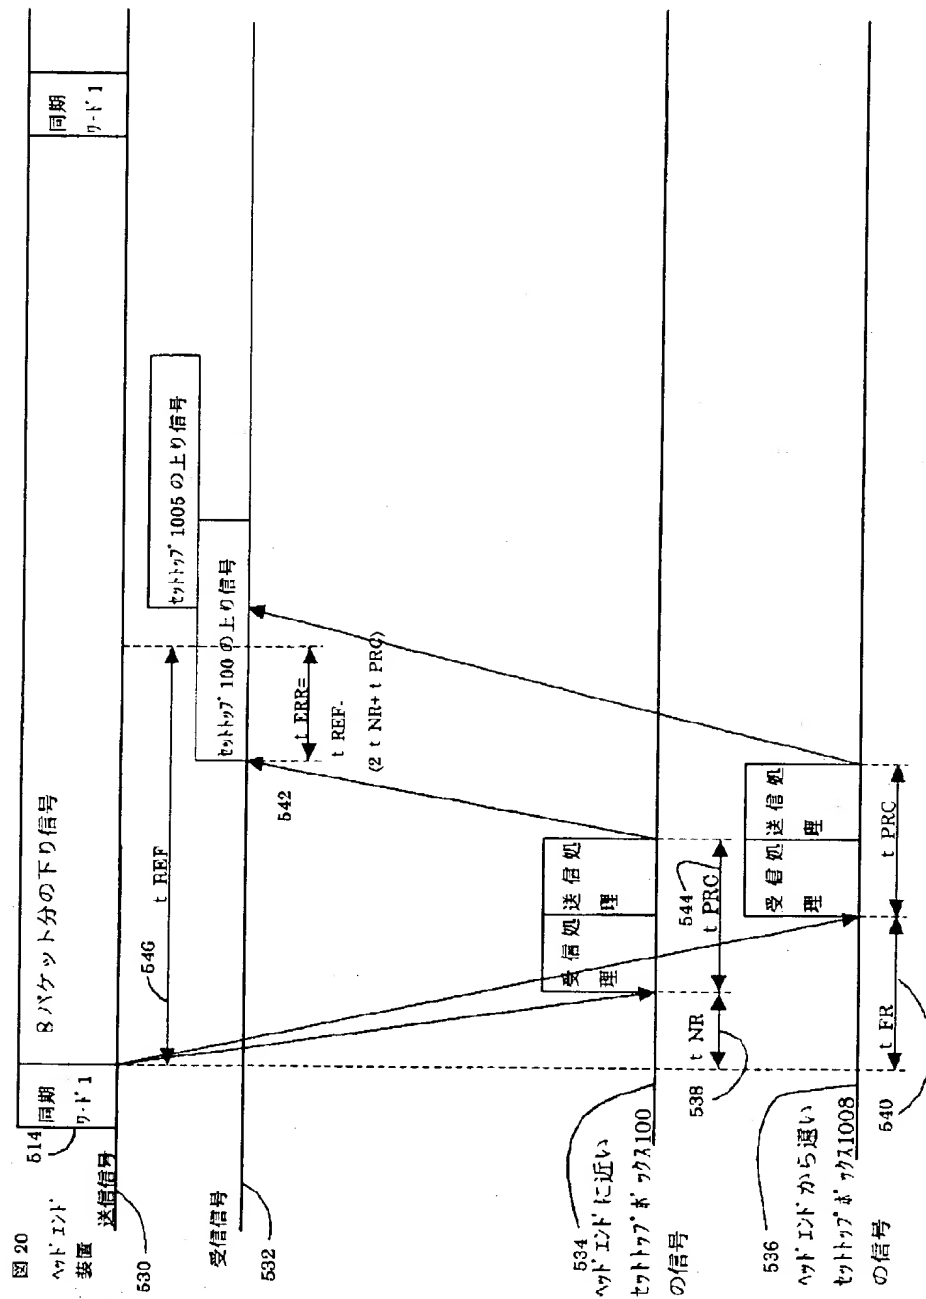 図 20
ヘッドエンド
装置
514
送信信号
530
同期
ワード1
8パケット分の下り信号
同期
ワード1
t REF
546
受信信号
532
セットトップ1005の上り信号
セットトップ100の上り信号
542
t ERR=
t REF-
(2 t NR+t PRC)
534
ヘッドエンドに近い
セットトップボックス100
の信号
受信処
理
送信処
理
544
t PRC
t NR
538
536
ヘッドエンドから遠い
セットトップボックス1008
の信号
受信処
理
送信処
理
t PRC
t FR
540